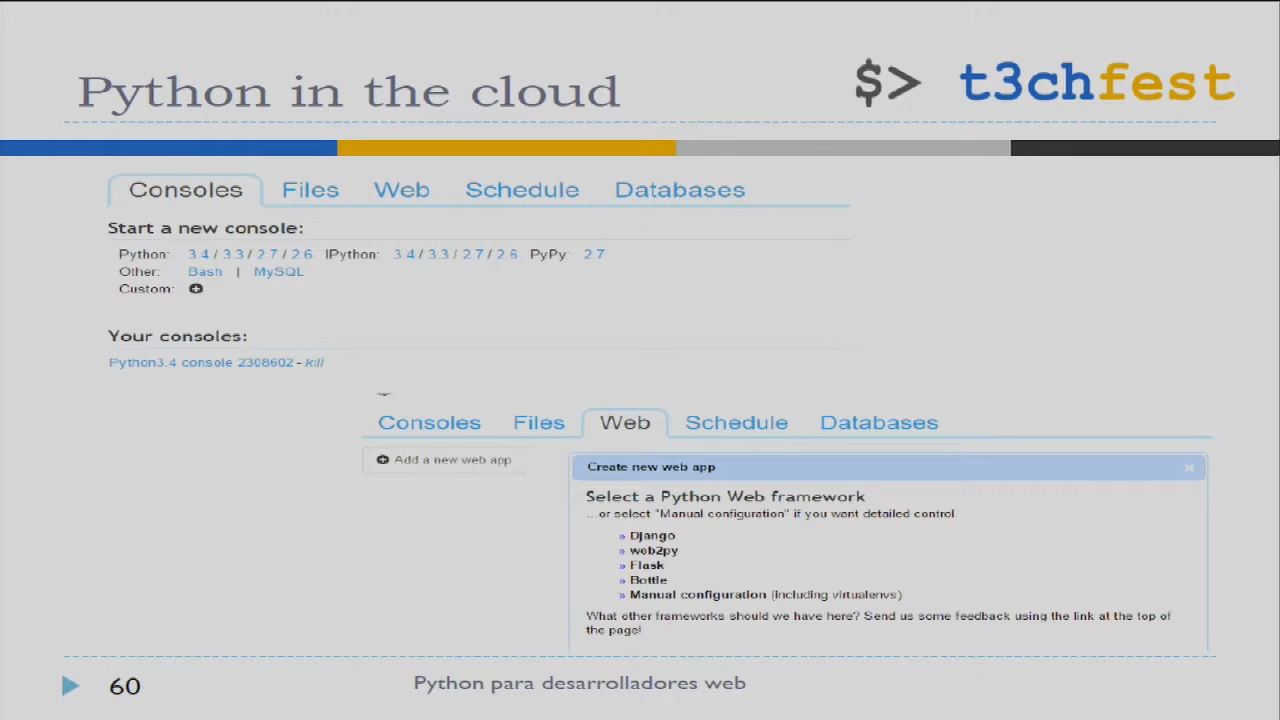 Python in the cloud
$> t3chfest
Consoles Files Web Schedule Databases
Start a new console:
Python: 3.4 / 3.3 / 2.7 / 2.6 IPython: 3.4 / 3.3 / 2.7 / 2.6 PyPy: 2.7
Other: Bash | MySQL
Custom:
Your consoles:
Python3.4 console 2308602 - kill
Consoles Files Web Schedule Databases
Add a new web app
Create new web app
Select a Python Web framework
...or select "Manual configuration" if you want detailed control.
» Django
» web2py
» Flask
» Bottle
» Manual configuration (including virtualenvs)
What other frameworks should we have here? Send us some feedback using the link at the top of
the page!
60
Python para desarrolladores web